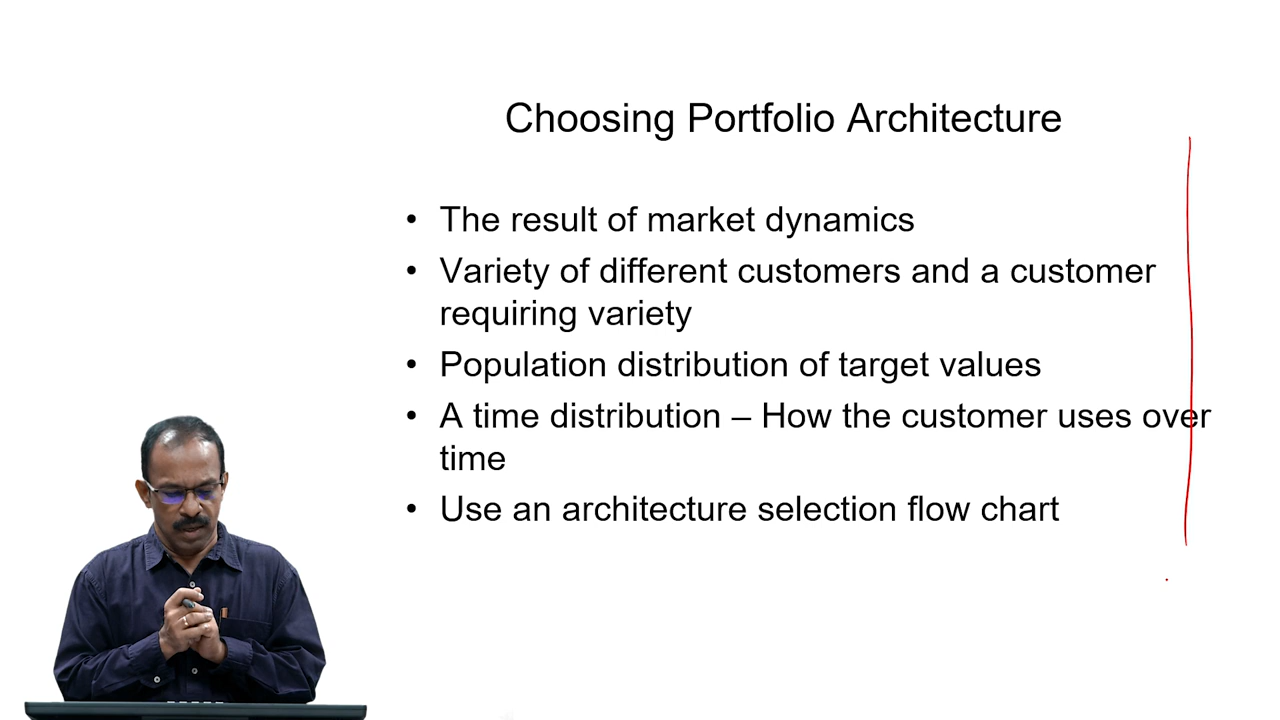 Choosing Portfolio Architecture
• The result of market dynamics
• Variety of different customers and a customer
requiring variety
• Population distribution of target values
• A time distribution – How the customer uses over
time
• Use an architecture selection flow chart